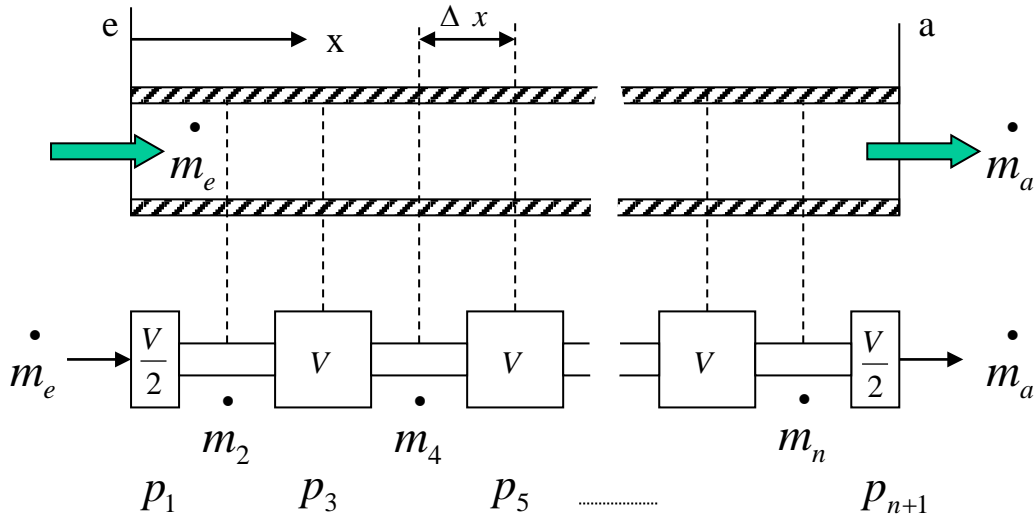 e x Δ x a
ṁₑ ṁₐ
ṁₑ V/2 V V V V/2 ṁₐ
ṁ₂ ṁ₄ ṁₙ
p₁ p₃ p₅ ............... pₙ₊₁